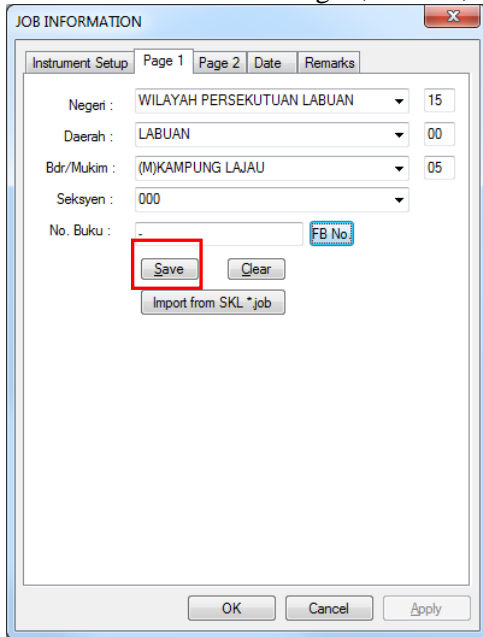 JOB INFORMATION
Instrument Setup Page 1 Page 2 Date Remarks
Negeri : WILAYAH PERSEKUTUAN LABUAN 15
Daerah : LABUAN 00
Bdr/Mukim : (M)KAMPUNG LAJAU 05
Seksyen : 000
No. Buku : - FB No.
Save Clear
Import from SKL *.job
OK Cancel Apply